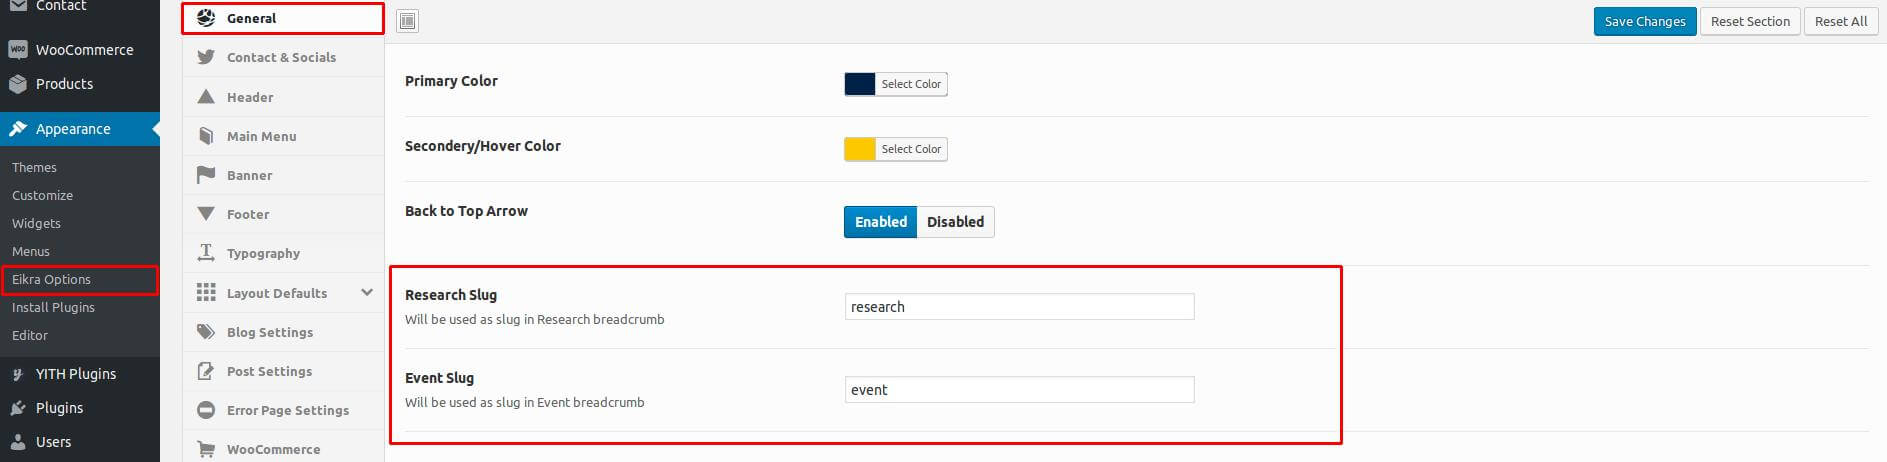 Contact
WooCommerce
Products
Appearance
Themes
Customize
Widgets
Menus
Eikra Options
Install Plugins
Editor
YITH Plugins
Plugins
Users
General
Contact & Socials
Header
Main Menu
Banner
Footer
Typography
Layout Defaults
Blog Settings
Post Settings
Error Page Settings
WooCommerce
Save Changes Reset Section Reset All
Primary Color Select Color
Secondery/Hover Color Select Color
Back to Top Arrow Enabled Disabled
Research Slug
research
Will be used as slug in Research breadcrumb
Event Slug
event
Will be used as slug in Event breadcrumb